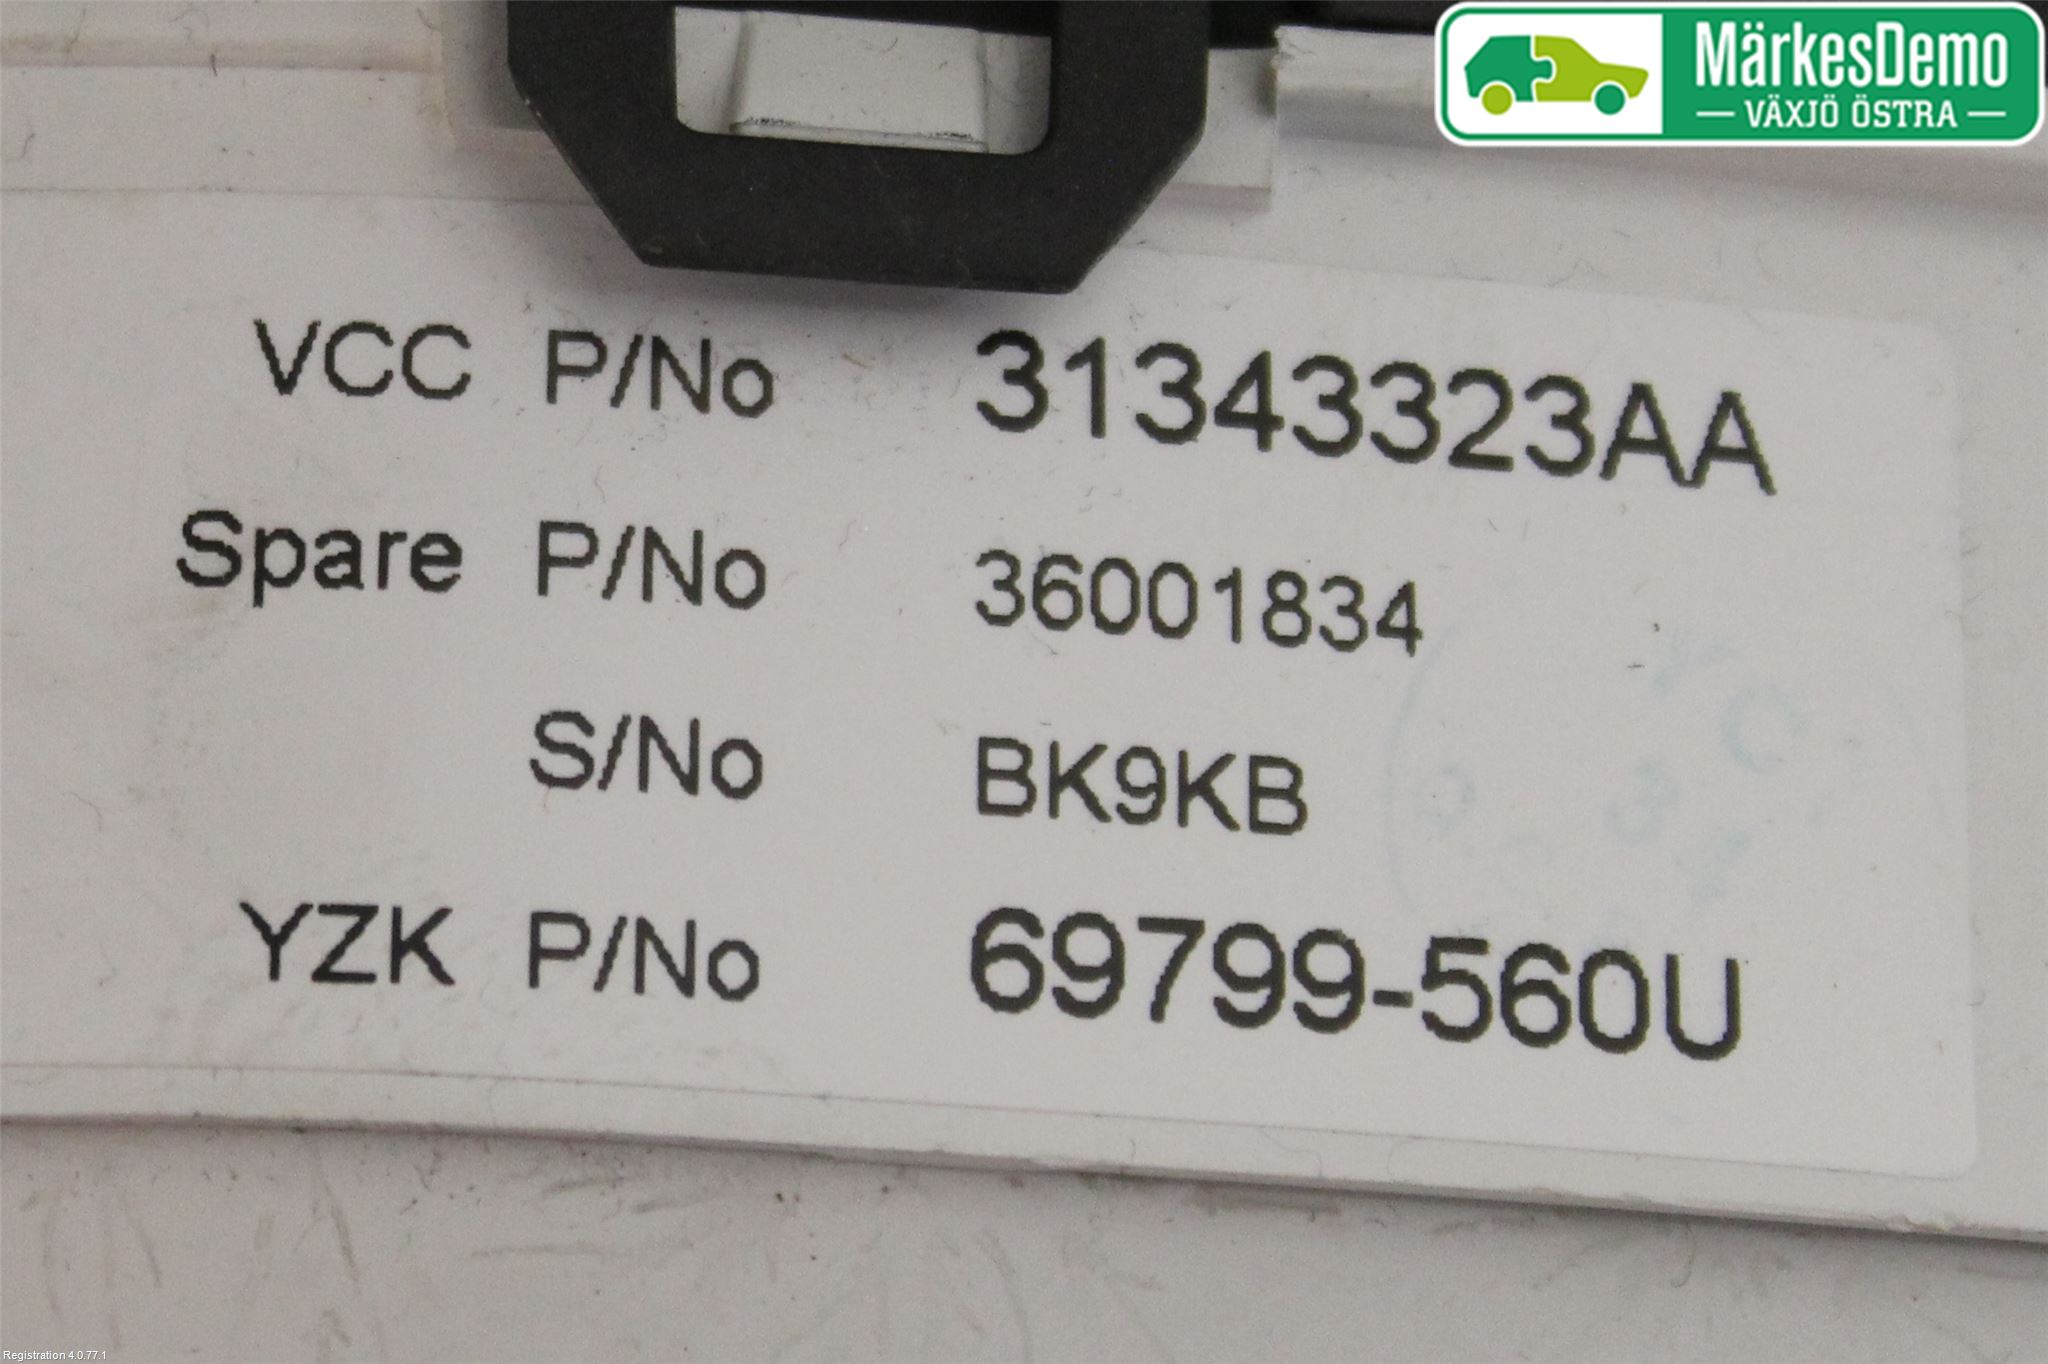 MärkesDemo
— VÄXJÖ ÖSTRA —
VCC P/No 31343323AA
Spare P/No 36001834
S/No BK9KB
YZK P/No 69799-560U
Registration 4.0.77.1